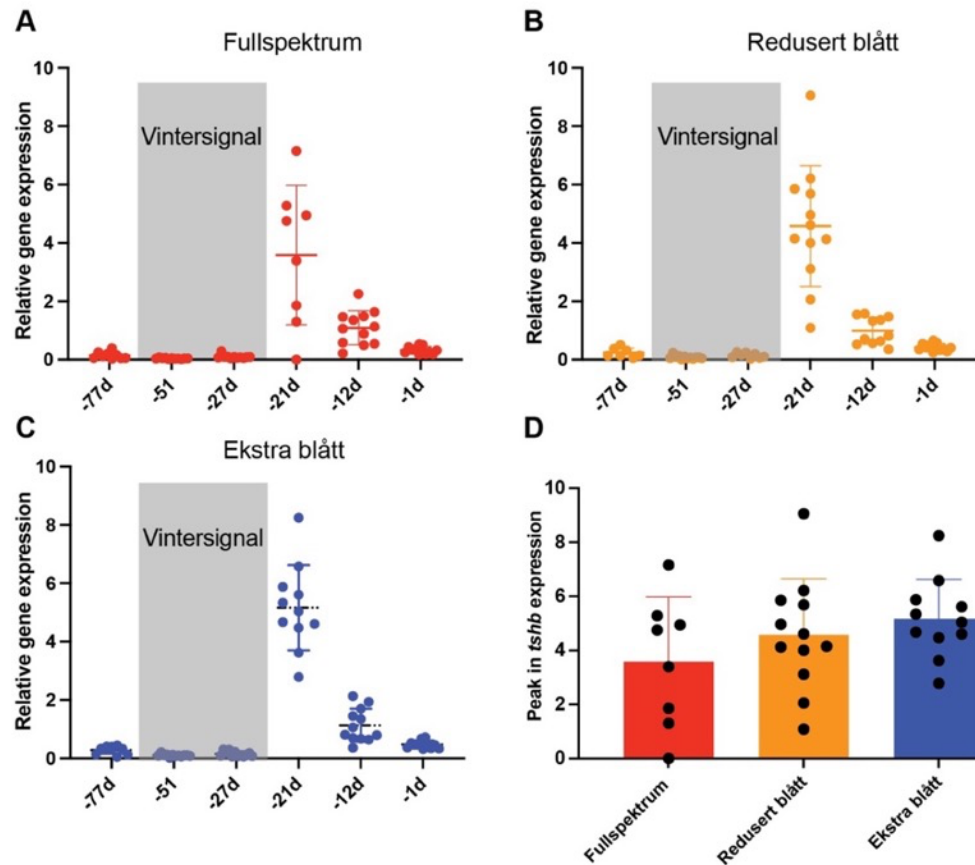 A
Fullspektrum
Relative gene expression
10
8
6
4
2
0
Vintersignal
-77d
-51
-27d
-21d
-12d
-1d
B
Redusert blått
Relative gene expression
10
8
6
4
2
0
Vintersignal
-77d
-51
-27d
-21d
-12d
-1d
C
Ekstra blått
Relative gene expression
10
8
6
4
2
0
Vintersignal
-77d
-51
-27d
-21d
-12d
-1d
D
Peak in tshb expression
10
8
6
4
2
0
Fullspektrum
Redusert blått
Ekstra blått